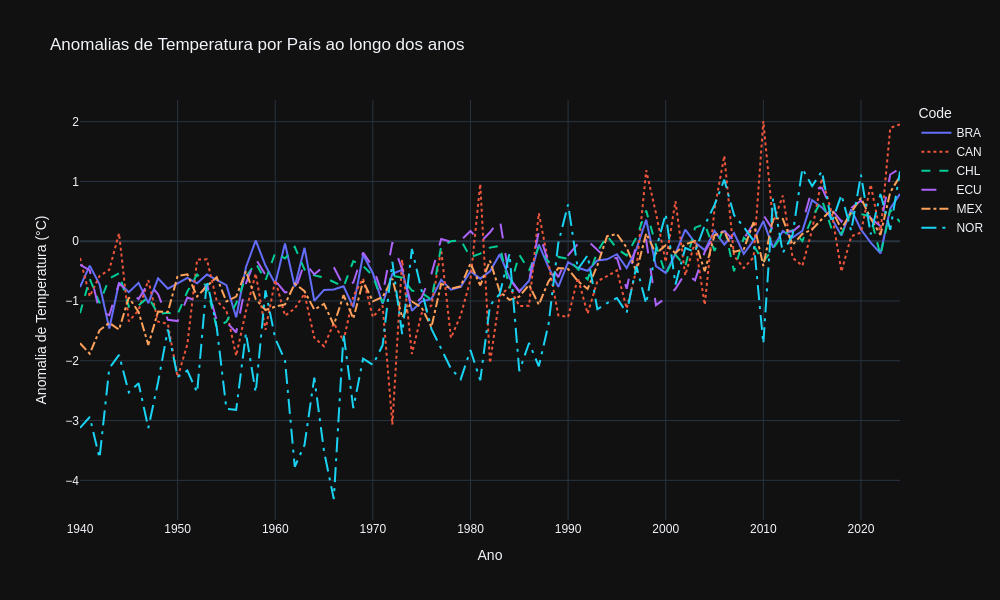 Anomalias de Temperatura por País ao longo dos anos
Code
BRA
CAN
CHL
ECU
MEX
NOR
Anomalia de Temperatura (°C)
2
1
0
−1
−2
−3
−4
1940 1950 1960 1970 1980 1990 2000 2010 2020
Ano